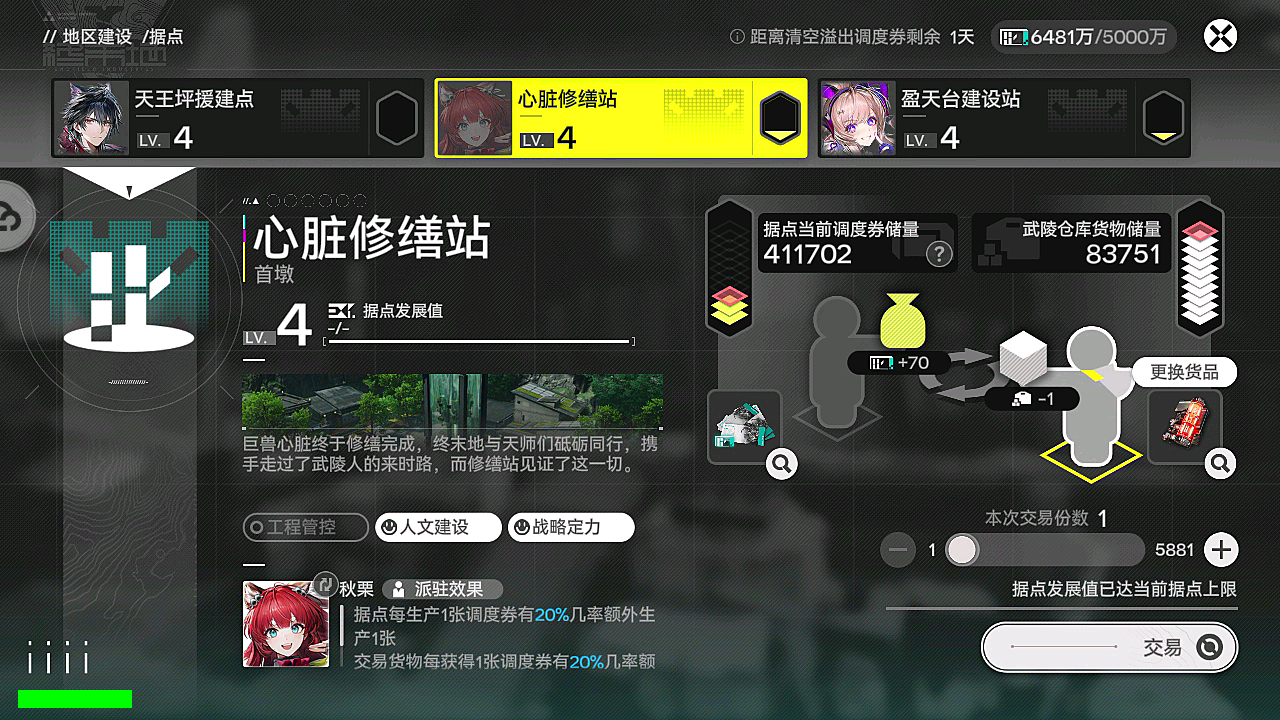 // 地区建设 /据点
距离清空溢出调度券剩余 1天
6481万/5000万
天王坪援建点
LV. 4
心脏修缮站
LV. 4
盈天台建设站
LV. 4
心脏修缮站
首墩
LV. 4
据点发展值
-/-
巨兽心脏终于修缮完成，终末地与天师们砥砺同行，携
手走过了武陵人的来时路，而修缮站见证了这一切。
工程管控
人文建设
战略定力
秋栗
派驻效果
据点每生产1张调度券有20%几率额外生
产1张
交易货物每获得1张调度券有20%几率额
据点当前调度券储量
411702
?
武陵仓库货物储量
83751
+70
-1
更换货品
本次交易份数 1
1
5881
据点发展值已达当前据点上限
交易